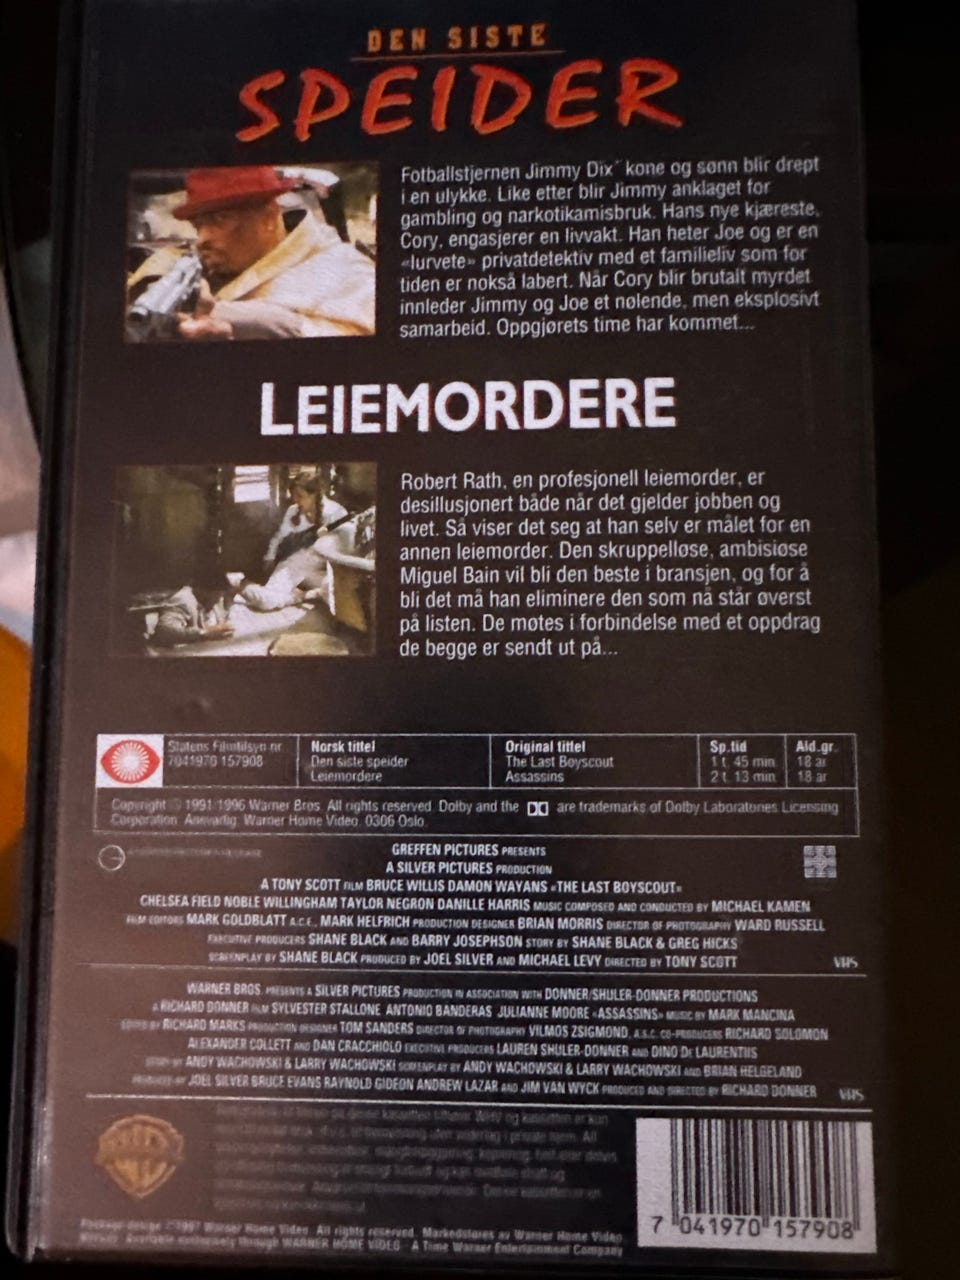 DEN SISTE
SPEIDER
Fotballstjernen Jimmy Dix´ kone og sønn blir drept
i en ulykke. Like etter blir Jimmy anklaget for
gambling og narkotikamisbruk. Hans nye kjæreste,
Cory, engasjerer en livvakt. Han heter Joe og er en
«lurvete» privatdetektiv med et familieliv som for
tiden er nokså labert. Når Cory blir brutalt myrdet
innleder Jimmy og Joe et nølende, men eksplosivt
samarbeid. Oppgjørets time har kommet...
LEIEMORDERE
Robert Rath, en profesjonell leiemorder, er
desillusjonert både når det gjelder jobben og
livet. Så viser det seg at han selv er målet for en
annen leiemorder. Den skruppelløse, ambisiøse
Miguel Bain vil bli den beste i bransjen, og for å
bli det må han eliminere den som nå står øverst
på listen. De møtes i forbindelse med et oppdrag
de begge er sendt ut på...
Statens Filmtilsyn nr.
7041970 157908
Norsk tittel
Den siste speider
Leiemordere
Original tittel
The Last Boyscout
Assassins
Sp.tid
1 t. 45 min
2 t. 13 min
Ald.gr.
18 år
18 år
Copyright © 1991/1996 Warner Bros. All rights reserved. Dolby and the DD are trademarks of Dolby Laboratories Licensing
Corporation. Ansvarlig: Warner Home Video. 0306 Oslo.
GREFFEN PICTURES PRESENTS
A SILVER PICTURES PRODUCTION
A TONY SCOTT FILM BRUCE WILLIS DAMON WAYANS «THE LAST BOYSCOUT»
CHELSEA FIELD NOBLE WILLINGHAM TAYLOR NEGRON DANILLE HARRIS MUSIC COMPOSED AND CONDUCTED BY MICHAEL KAMEN
FILM EDITORS MARK GOLDBLATT A.C.E., MARK HELFRICH PRODUCTION DESIGNER BRIAN MORRIS DIRECTOR OF PHOTOGRAPHY WARD RUSSELL
EXECUTIVE PRODUCERS SHANE BLACK AND BARRY JOSEPHSON STORY BY SHANE BLACK & GREG HICKS
SCREENPLAY BY SHANE BLACK PRODUCED BY JOEL SILVER AND MICHAEL LEVY DIRECTED BY TONY SCOTT
VHS
WARNER BROS. PRESENTS A SILVER PICTURES PRODUCTION IN ASSOCIATION WITH DONNER/SHULER-DONNER PRODUCTIONS
A RICHARD DONNER FILM SYLVESTER STALLONE ANTONIO BANDERAS JULIANNE MOORE «ASSASSINS» MUSIC BY MARK MANCINA
EDITED BY RICHARD MARKS PRODUCTION DESIGNER TOM SANDERS DIRECTOR OF PHOTOGRAPHY VILMOS ZSIGMOND, A.S.C. CO-PRODUCERS RICHARD SOLOMON
ALEXANDER COLLETT AND DAN CRACCHIOLO EXECUTIVE PRODUCERS LAUREN SHULER-DONNER AND DINO DE LAURENTIIS
STORY BY ANDY WACHOWSKI & LARRY WACHOWSKI SCREENPLAY BY ANDY WACHOWSKI & LARRY WACHOWSKI AND BRIAN HELGELAND
PRODUCED BY JOEL SILVER BRUCE EVANS RAYNOLD GIDEON ANDREW LAZAR AND JIM VAN WYCK PRODUCED AND DIRECTED BY RICHARD DONNER
VHS
Package design ©1997 Warner Home Video. All rights reserved. Markedsføres av Warner Home Video
Norway. Available exclusively through WARNER HOME VIDEO A Time Warner Entertainment Company
7 041970 157908